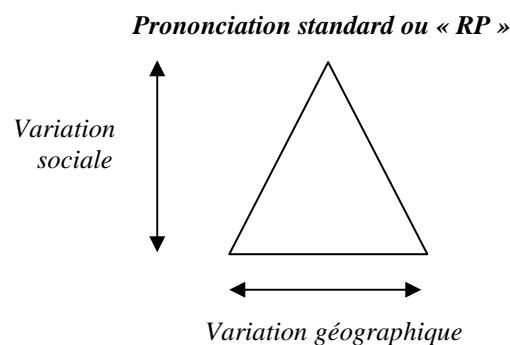 Prononciation standard ou « RP »
Variation
sociale
Variation géographique